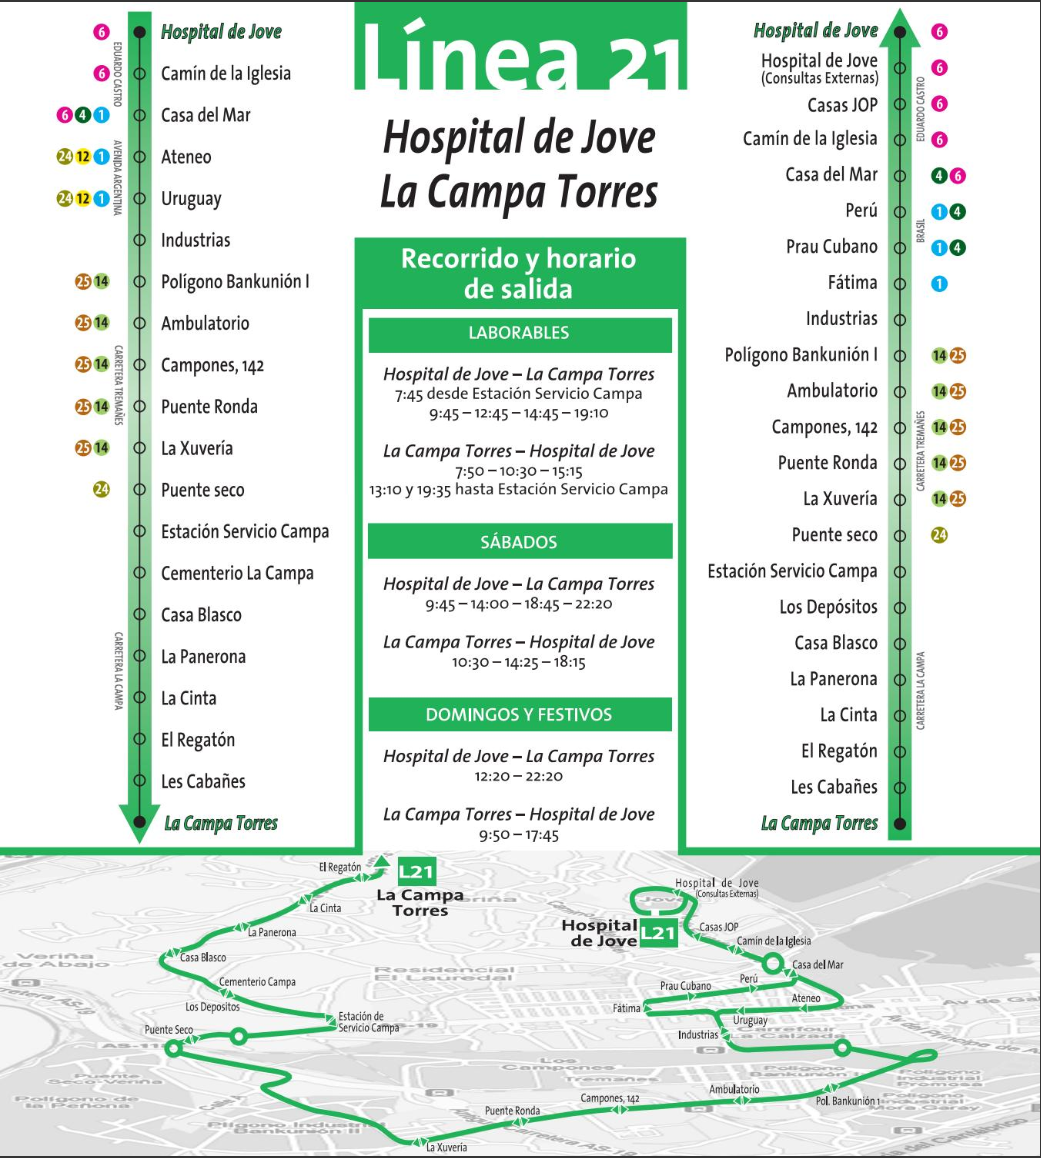 Línea 21
Hospital de Jove
La Campa Torres
6 Hospital de Jove
6 Camín de la Iglesia
6 4 1 Casa del Mar
24 12 1 Ateneo
24 12 1 Uruguay
Industrias
25 14 Polígono Bankunión I
25 14 Ambulatorio
25 14 Campones, 142
25 14 Puente Ronda
25 14 La Xuvería
24 Puente seco
Estación Servicio Campa
Cementerio La Campa
Casa Blasco
La Panerona
La Cinta
El Regatón
Les Cabañes
La Campa Torres
EDUARDO CASTRO
AVENIDA ARGENTINA
CARRETERA TREMAÑES
CARRETERA LA CAMPA
Recorrido y horario
de salida
LABORABLES
Hospital de Jove – La Campa Torres
7:45 desde Estación Servicio Campa
9:45 – 12:45 – 14:45 – 19:10
La Campa Torres – Hospital de Jove
7:50 – 10:30 – 15:15
13:10 y 19:35 hasta Estación Servicio Campa
SÁBADOS
Hospital de Jove – La Campa Torres
9:45 – 14:00 – 18:45 – 22:20
La Campa Torres – Hospital de Jove
10:30 – 14:25 – 18:15
DOMINGOS Y FESTIVOS
Hospital de Jove – La Campa Torres
12:20 – 22:20
La Campa Torres – Hospital de Jove
9:50 – 17:45
Hospital de Jove 6
Hospital de Jove 6
(Consultas Externas)
Casas JOP 6
Camín de la Iglesia 6
Casa del Mar 4 6
Perú 1 4
Prau Cubano 1 4
Fátima 1
Industrias
Polígono Bankunión I 14 25
Ambulatorio 14 25
Campones, 142 14 25
Puente Ronda 14 25
La Xuvería 14 25
Puente seco 24
Estación Servicio Campa
Los Depósitos
Casa Blasco
La Panerona
La Cinta
El Regatón
Les Cabañes
La Campa Torres
EDUARDO CASTRO
BRASIL
CARRETERA TREMAÑES
CARRETERA LA CAMPA
El Regatón
L21
La Campa
Torres
La Cinta
La Panerona
Casa Blasco
Cementerio Campa
Los Depositos
Estación de
Servicio Campa
Puente Seco
Hospital de Jove
(Consultas Externas)
Jove
Hospital
de Jove
L21
Casas JOP
Camín de la Iglesia
Casa del Mar
Perú
Prau Cubano
Ateneo
Fátima
Uruguay
Industrias
Pol. Bankunión 1
Ambulatorio
Campones, 142
Puente Ronda
La Xuvería
Veriña
de Abajo
Residencial
El Lauredal
Carrefour
La Calzada
Los
Campones
Tremañes
Puente
Seco-Veriña
Polígono de
la Peñona
Polígono
Industrial
Promosa
Polígono
Industrial
Mora Garay